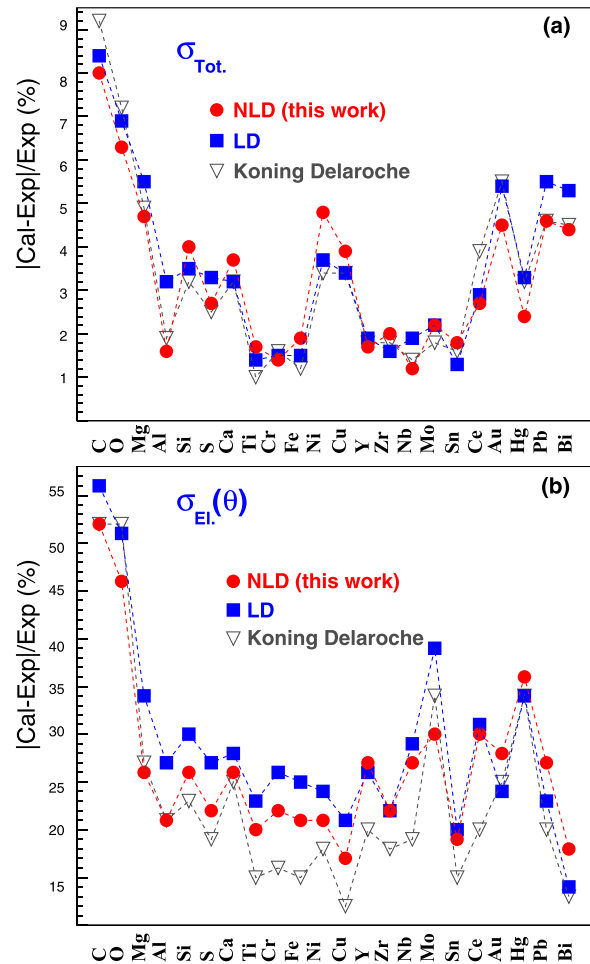 (a)
σTot.
NLD (this work)
LD
Koning Delaroche
|Cal-Exp|/Exp (%)
9
8
7
6
5
4
3
2
1
C O Mg Al Si S Ca Ti Cr Fe Ni Cu Y Zr Nb Mo Sn Ce Au Hg Pb Bi
(b)
σEl.(θ)
NLD (this work)
LD
Koning Delaroche
|Cal-Exp|/Exp (%)
55
50
45
40
35
30
25
20
15
C O Mg Al Si S Ca Ti Cr Fe Ni Cu Y Zr Nb Mo Sn Ce Au Hg Pb Bi